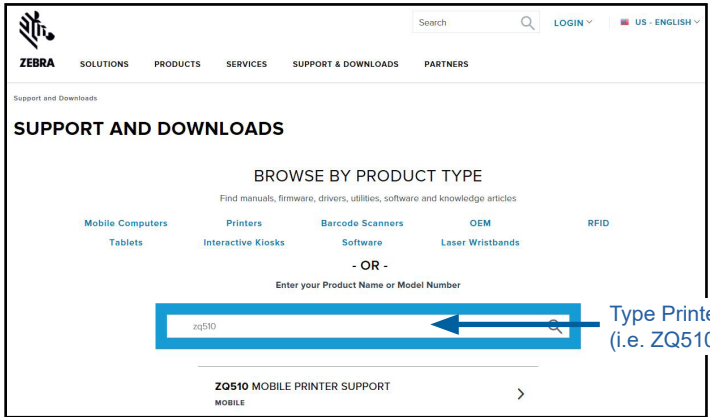 Search
LOGIN
US - ENGLISH
ZEBRA
SOLUTIONS PRODUCTS SERVICES SUPPORT & DOWNLOADS PARTNERS
Support and Downloads
SUPPORT AND DOWNLOADS
BROWSE BY PRODUCT TYPE
Find manuals, firmware, drivers, utilities, software and knowledge articles
Mobile Computers Printers Barcode Scanners OEM RFID
Tablets Interactive Kiosks Software Laser Wristbands
- OR -
Enter your Product Name or Model Number
zq510
Type Printe
(i.e. ZQ510
ZQ510 MOBILE PRINTER SUPPORT
MOBILE